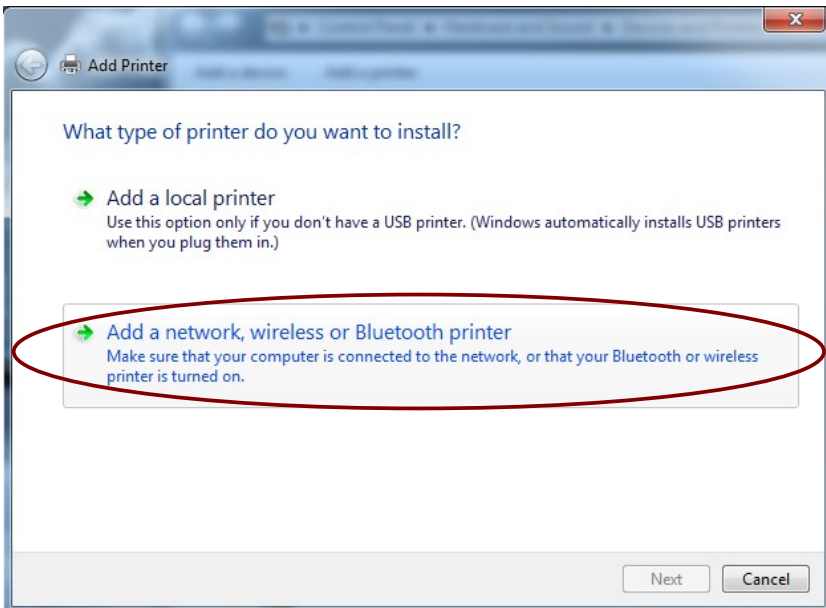 Add Printer
What type of printer do you want to install?
Add a local printer
Use this option only if you don't have a USB printer. (Windows automatically installs USB printers
when you plug them in.)
Add a network, wireless or Bluetooth printer
Make sure that your computer is connected to the network, or that your Bluetooth or wireless
printer is turned on.
Next
Cancel